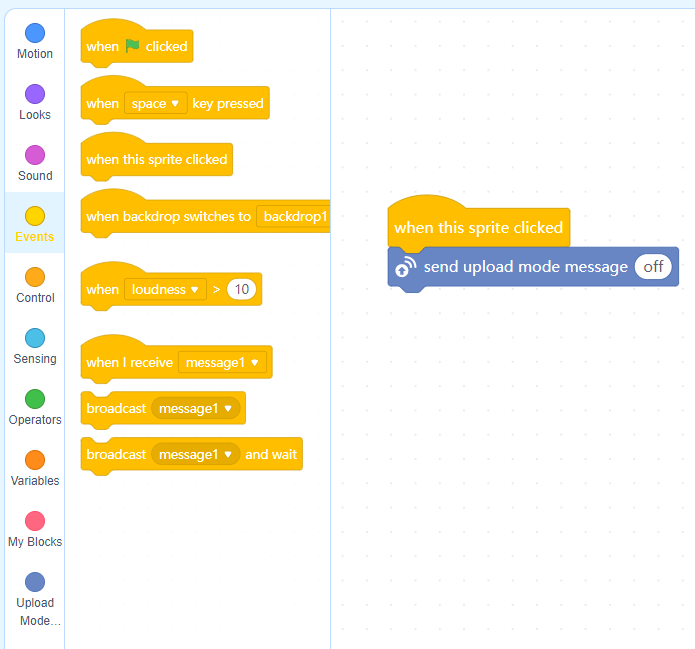 Motion
Looks
Sound
Events
Control
Sensing
Operators
Variables
My Blocks
Upload
Mode...
when clicked
when space ▼ key pressed
when this sprite clicked
when backdrop switches to backdrop1
when loudness ▼ > 10
when I receive message1 ▼
broadcast message1 ▼
broadcast message1 ▼ and wait
when this sprite clicked
send upload mode message off